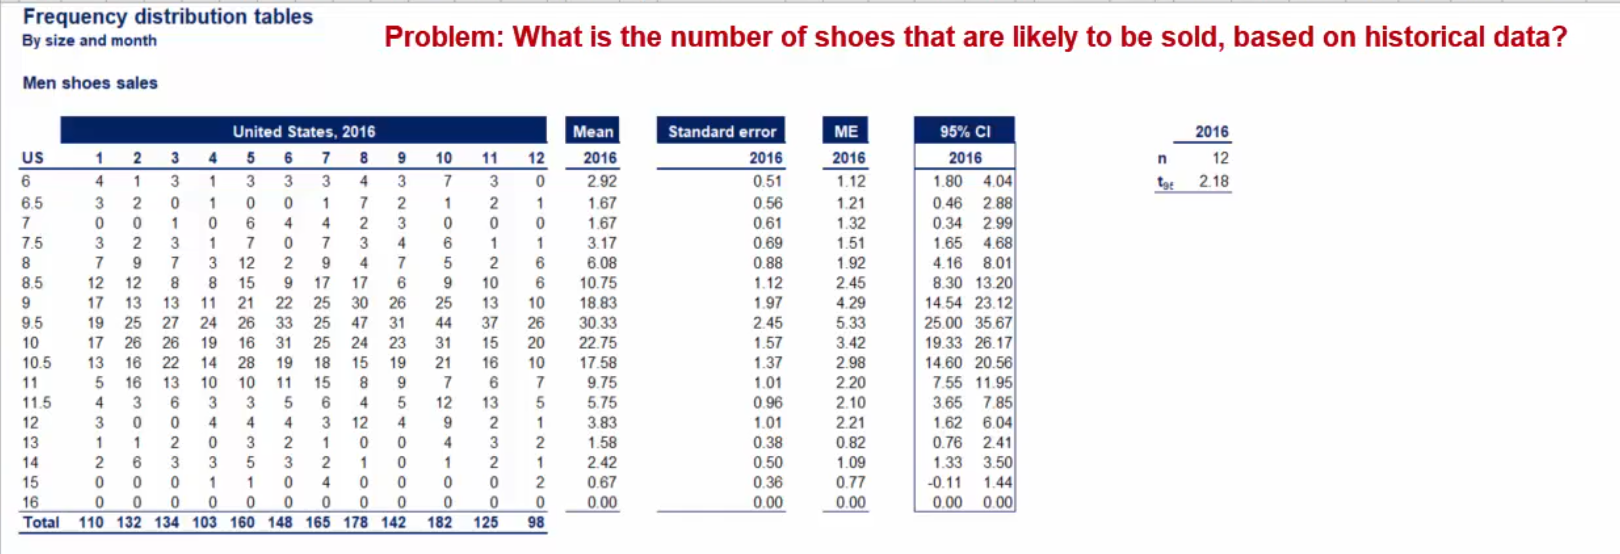 Frequency distribution tables
By size and month
Problem: What is the number of shoes that are likely to be sold, based on historical data?
Men shoes sales
United States, 2016 Mean Standard error ME 95% CI 2016
US 1 2 3 4 5 6 7 8 9 10 11 12 2016 2016 2016 2016 n 12
6 4 1 3 1 3 3 3 4 3 7 3 0 2.92 0.51 1.12 1.80 4.04 2.18
6.5 3 2 0 1 0 0 1 7 2 1 2 1 1.67 0.56 1.21 0.46 2.88
7 0 0 1 0 6 4 4 2 3 0 0 0 1.67 0.61 1.32 0.34 2.99
7.5 3 2 3 1 7 0 7 3 4 6 1 1 3.17 0.69 1.51 1.65 4.68
8 7 9 7 3 12 2 9 4 7 5 2 6 6.08 0.88 1.92 4.16 8.01
8.5 12 12 8 8 15 9 17 17 6 9 10 6 10.75 1.12 2.45 8.30 13.20
9 17 13 13 11 21 22 25 30 26 25 13 10 18.83 1.97 4.29 14.54 23.12
9.5 19 25 27 24 26 33 25 47 31 44 37 26 30.33 2.45 5.33 25.00 35.67
10 17 26 26 19 16 31 25 24 23 31 15 20 22.75 1.57 3.42 19.33 26.17
10.5 13 16 22 14 28 19 18 15 19 21 16 10 17.58 1.37 2.98 14.60 20.56
11 5 16 13 10 10 11 15 8 9 7 6 7 9.75 1.01 2.20 7.55 11.95
11.5 4 3 6 3 3 5 6 4 5 12 13 5 5.75 0.96 2.10 3.65 7.85
12 3 0 0 4 4 4 3 12 4 9 2 1 3.83 1.01 2.21 1.62 6.04
13 1 1 2 0 3 2 1 0 0 4 3 2 1.58 0.38 0.82 0.76 2.41
14 2 6 3 3 5 3 2 1 0 1 2 1 2.42 0.50 1.09 1.33 3.50
15 0 0 0 1 1 0 4 0 0 0 0 2 0.67 0.36 0.77 -0.11 1.44
16 0 0 0 0 0 0 0 0 0 0 0 0 0.00 0.00 0.00 0.00 0.00
Total 110 132 134 103 160 148 165 178 142 182 125 98